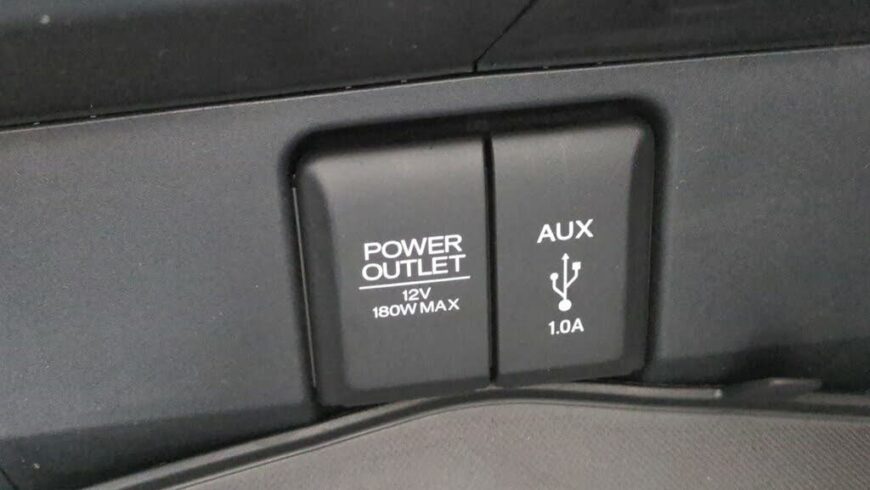 POWER
OUTLET
12V
180W MAX
AUX
1.0A